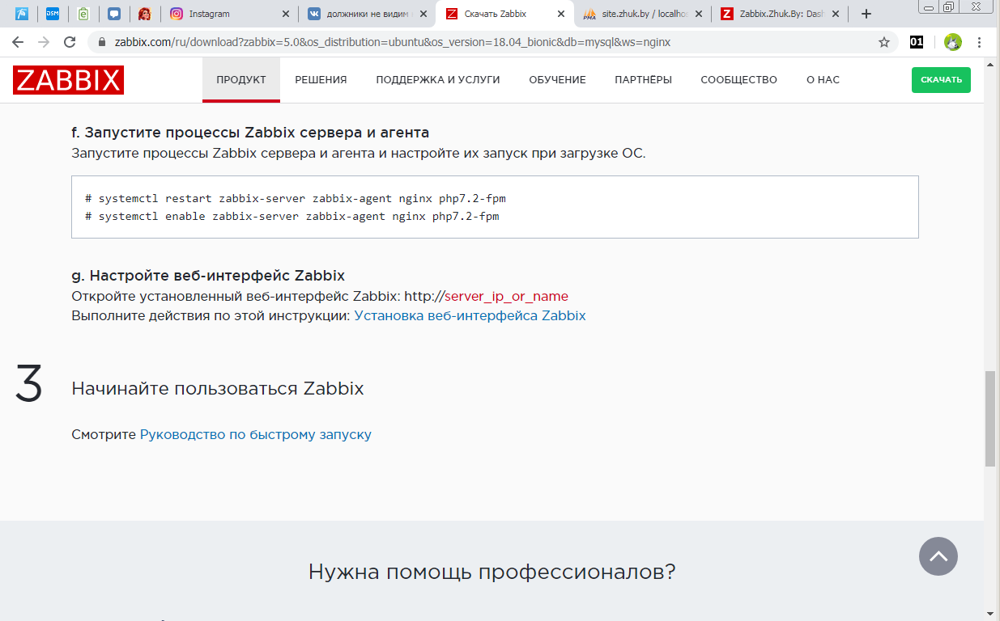 DSM
Instagram
должники не видим
Скачать Zabbix
PMA
site.zhuk.by / localhos
Z
Zabbix.Zhuk.By: Dash
zabbix.com/ru/download?zabbix=5.0&os_distribution=ubuntu&os_version=18.04_bionic&db=mysql&ws=nginx
01
ZABBIX
ПРОДУКТ
РЕШЕНИЯ
ПОДДЕРЖКА И УСЛУГИ
ОБУЧЕНИЕ
ПАРТНЁРЫ
СООБЩЕСТВО
О НАС
СКАЧАТЬ
f. Запустите процессы Zabbix сервера и агента
Запустите процессы Zabbix сервера и агента и настройте их запуск при загрузке ОС.
# systemctl restart zabbix-server zabbix-agent nginx php7.2-fpm
# systemctl enable zabbix-server zabbix-agent nginx php7.2-fpm
g. Настройте веб-интерфейс Zabbix
Откройте установленный веб-интерфейс Zabbix: http://server_ip_or_name
Выполните действия по этой инструкции: Установка веб-интерфейса Zabbix
3
Начинайте пользоваться Zabbix
Смотрите Руководство по быстрому запуску
Нужна помощь профессионалов?